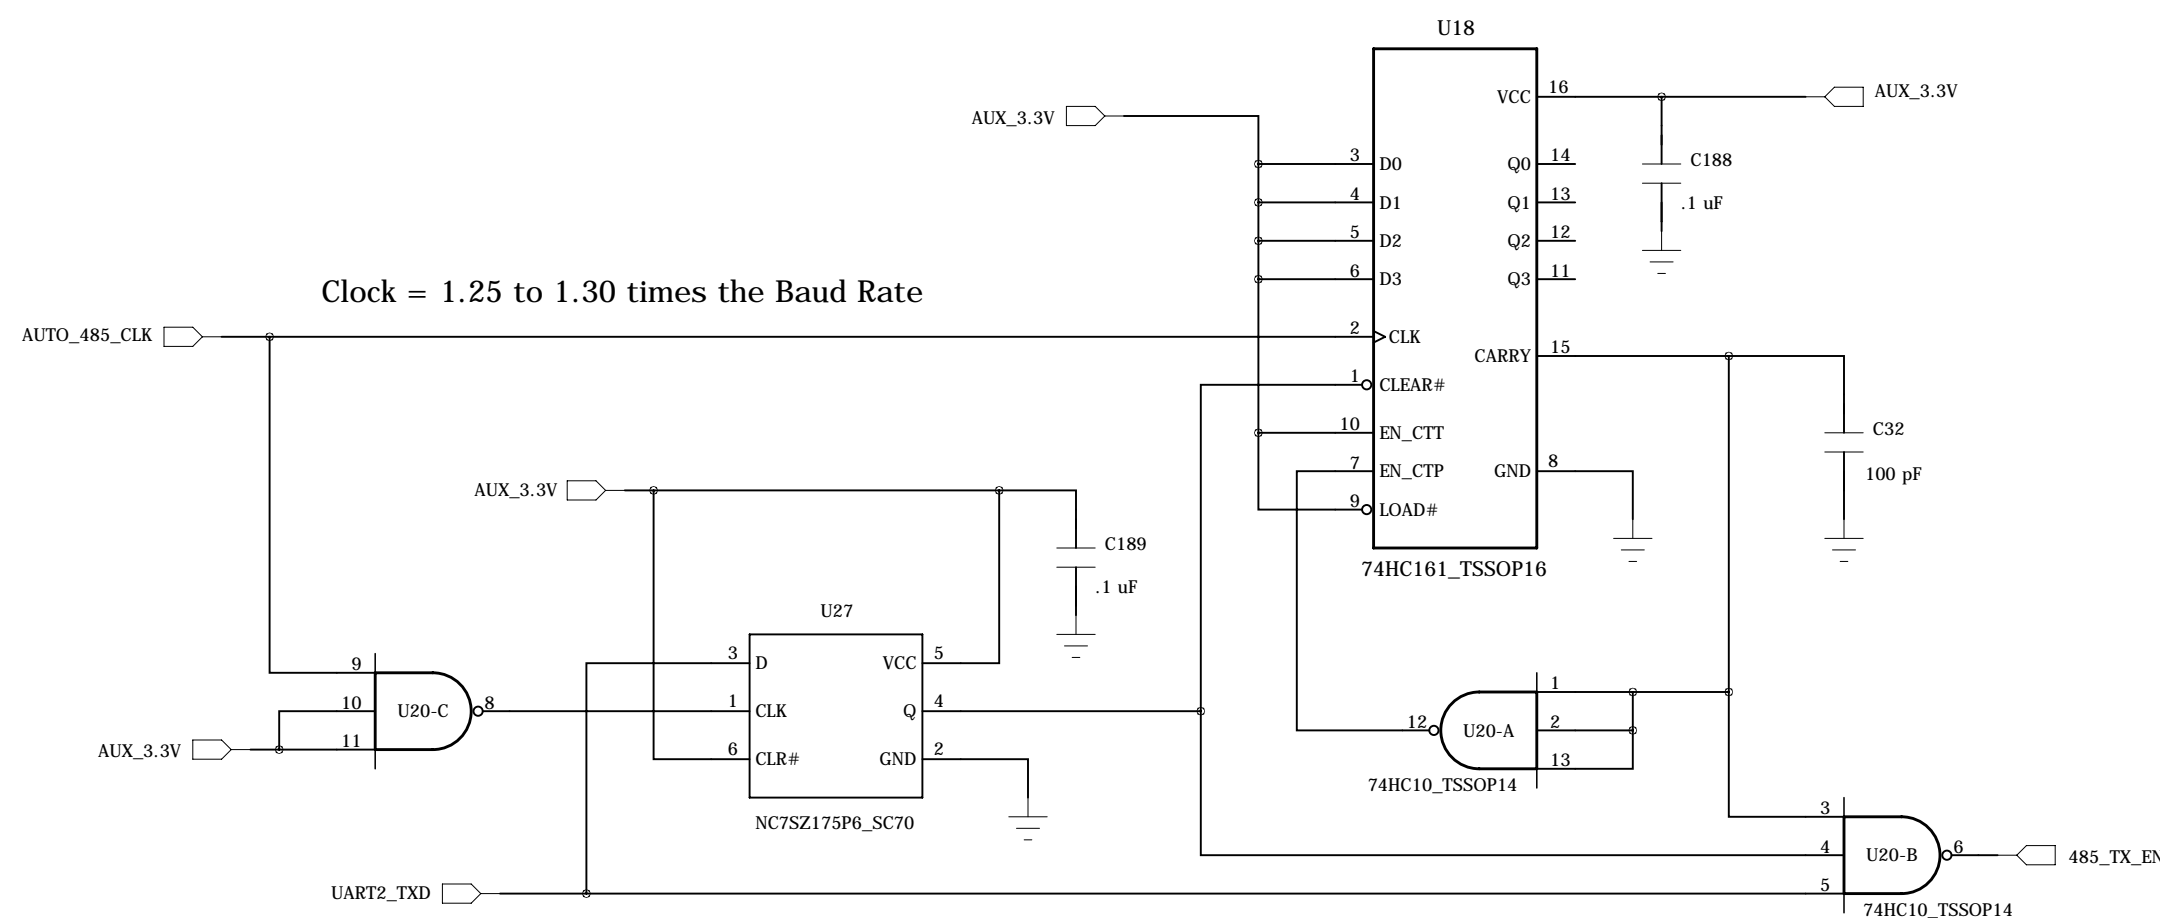 U18
VCC 16 AUX_3.3V
AUX_3.3V
3 D0 Q0 14 C188
4 D1 Q1 13 .1 uF
5 D2 Q2 12
6 D3 Q3 11
Clock = 1.25 to 1.30 times the Baud Rate
AUTO_485_CLK 2 CLK
CARRY 15
1 CLEAR#
10 EN_CTT C32
7 EN_CTP GND 8 100 pF
AUX_3.3V
9 LOAD#
C189
74HC161_TSSOP16
.1 uF
U27
9 3 D VCC 5
10 U20-C 8 1 CLK Q 4
11
AUX_3.3V
6 CLR# GND 2
NC7SZ175P6_SC70
1
12 U20-A 2
13
74HC10_TSSOP14
3
4 U20-B 6 485_TX_EN
5
UART2_TXD
74HC10_TSSOP14